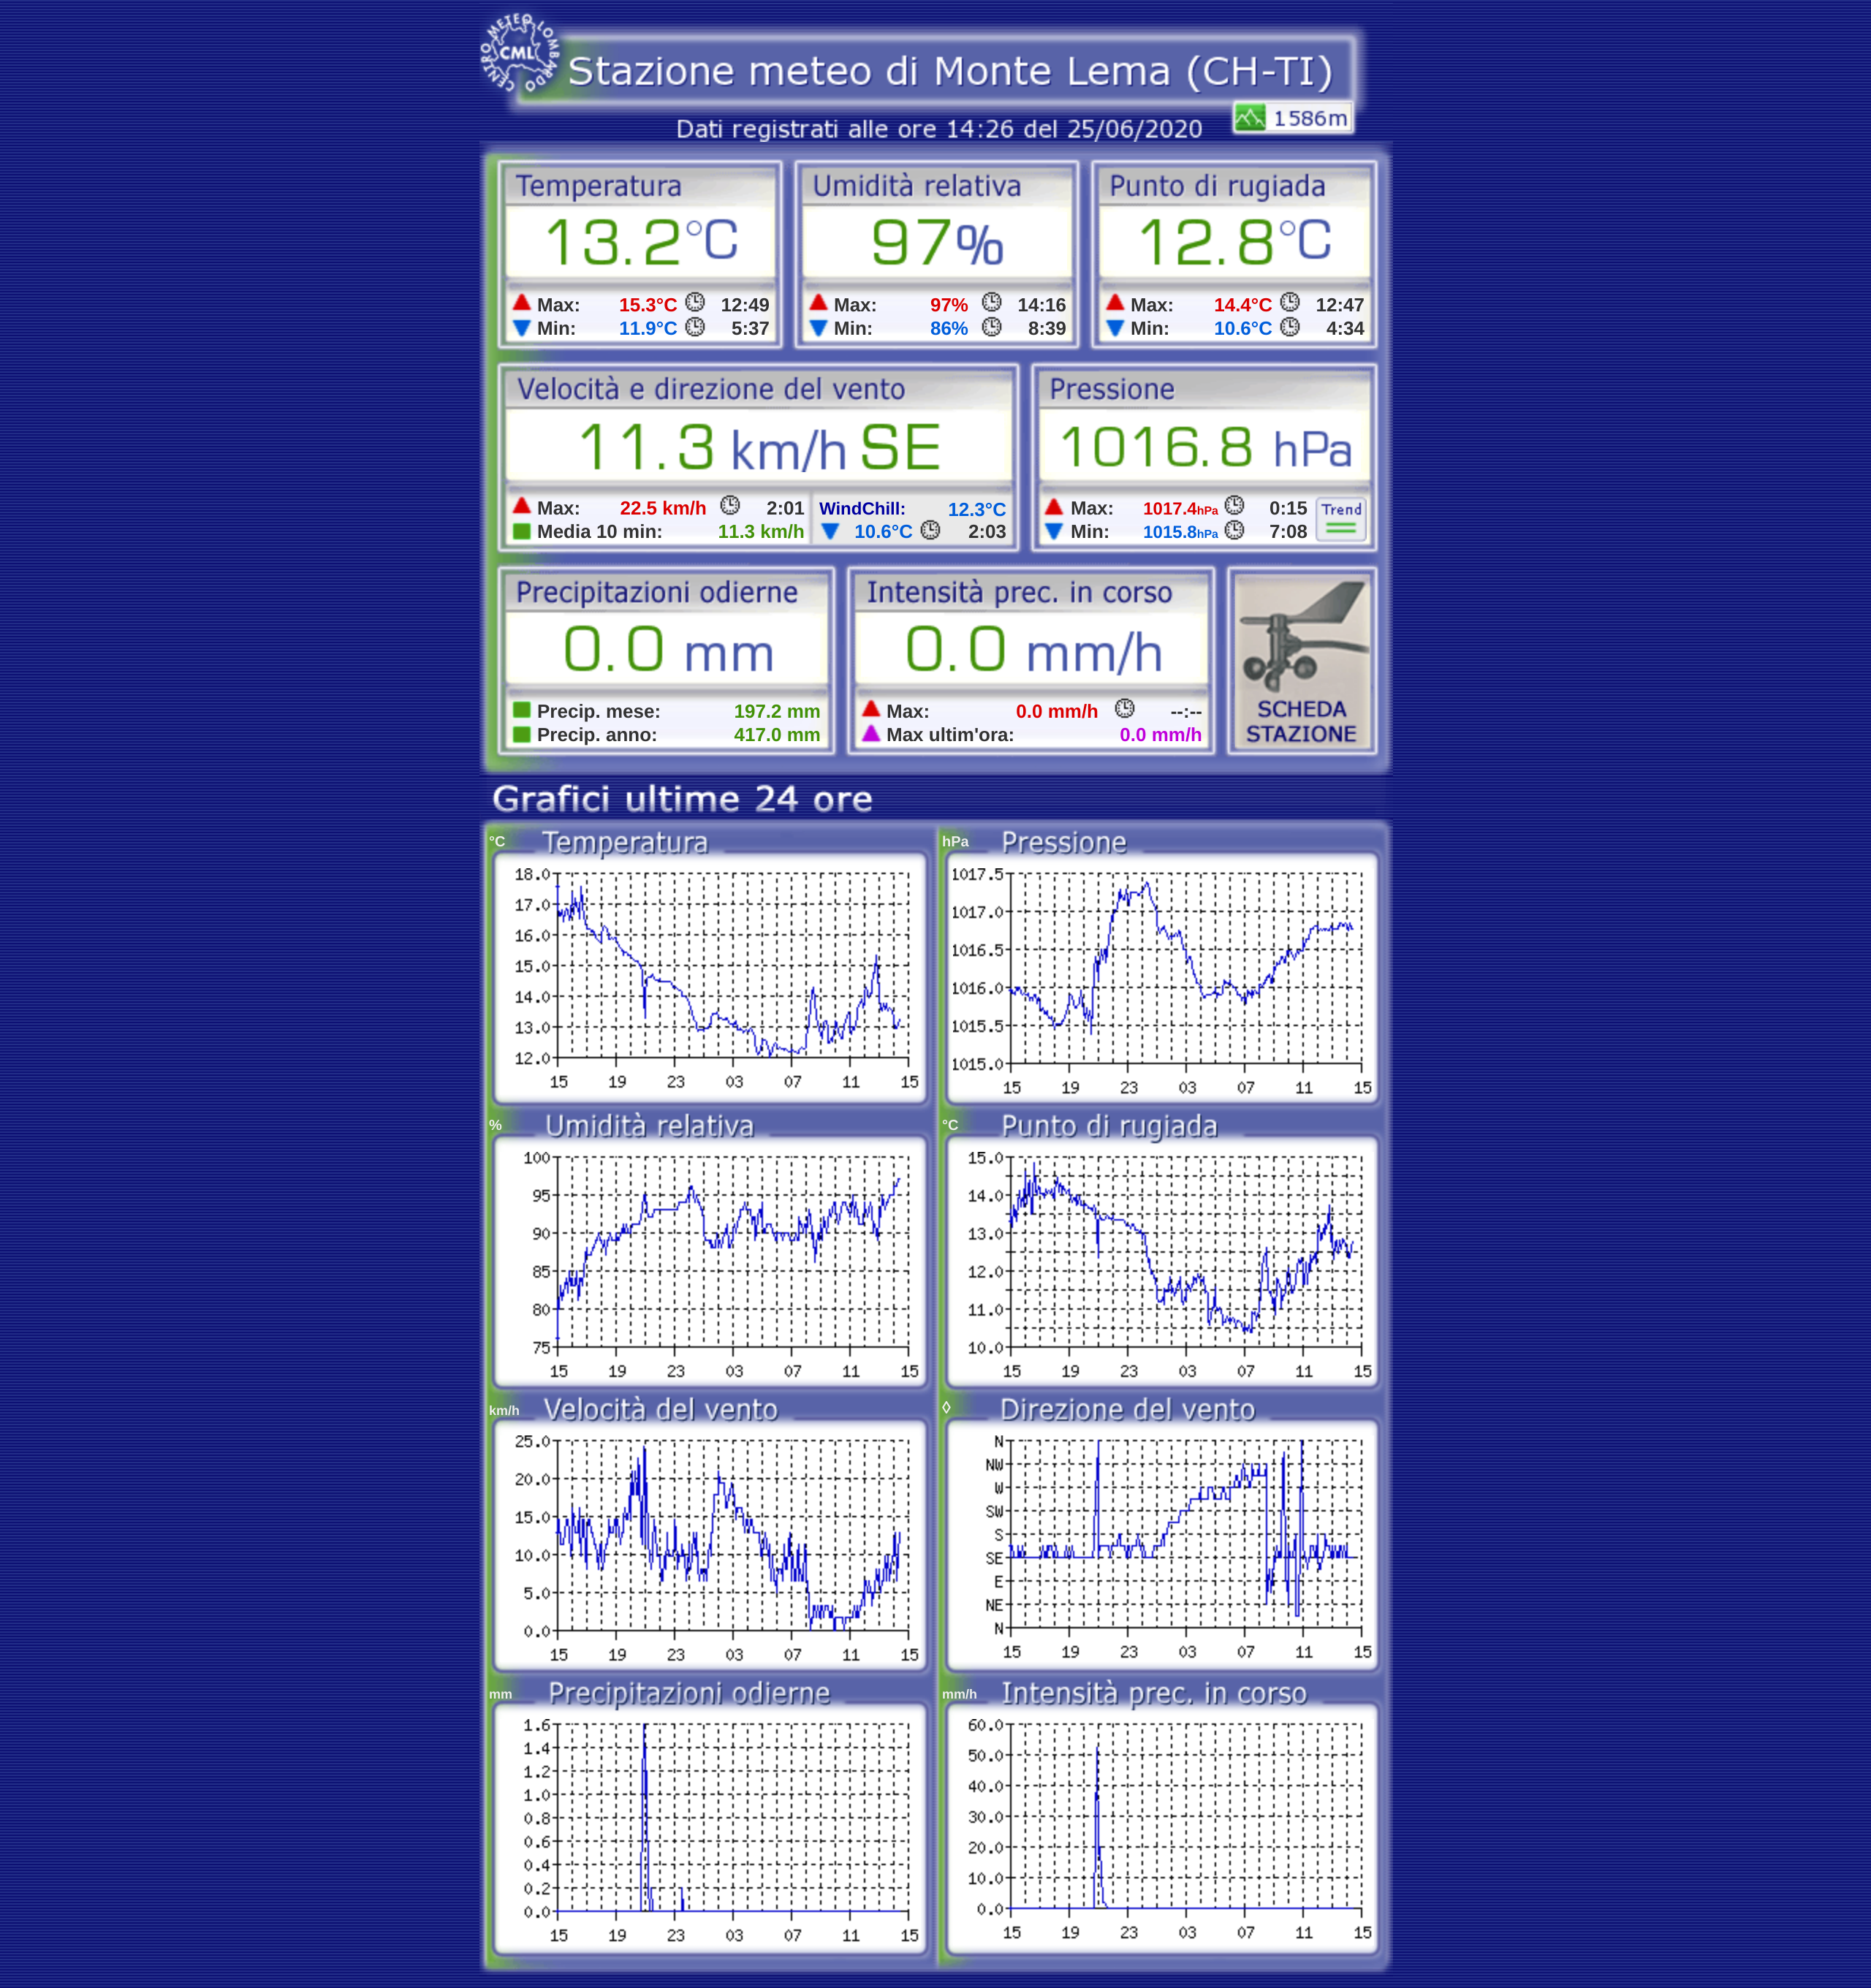 CENTRO METEO LOMBARDO
CML
Stazione meteo di Monte Lema (CH-TI)
1586m
Dati registrati alle ore 14:26 del 25/06/2020
Temperatura
13.2°C
Max: 15.3°C 12:49
Min: 11.9°C 5:37
Umidità relativa
97%
Max: 97% 14:16
Min: 86% 8:39
Punto di rugiada
12.8°C
Max: 14.4°C 12:47
Min: 10.6°C 4:34
Velocità e direzione del vento
11.3 km/h SE
Max: 22.5 km/h 2:01
Media 10 min: 11.3 km/h
WindChill: 12.3°C
10.6°C 2:03
Pressione
1016.8 hPa
Max: 1017.4hPa 0:15
Min: 1015.8hPa 7:08
Trend
Precipitazioni odierne
0.0 mm
Precip. mese: 197.2 mm
Precip. anno: 417.0 mm
Intensità prec. in corso
0.0 mm/h
Max: 0.0 mm/h --:--
Max ultim'ora: 0.0 mm/h
SCHEDA
STAZIONE
Grafici ultime 24 ore
°C Temperatura
18.0
17.0
16.0
15.0
14.0
13.0
12.0
15 19 23 03 07 11 15
hPa Pressione
1017.5
1017.0
1016.5
1016.0
1015.5
1015.0
15 19 23 03 07 11 15
% Umidità relativa
100
95
90
85
80
75
15 19 23 03 07 11 15
°C Punto di rugiada
15.0
14.0
13.0
12.0
11.0
10.0
15 19 23 03 07 11 15
km/h Velocità del vento
25.0
20.0
15.0
10.0
5.0
0.0
15 19 23 03 07 11 15
◊ Direzione del vento
N
NW
W
SW
S
SE
E
NE
N
15 19 23 03 07 11 15
mm Precipitazioni odierne
1.6
1.4
1.2
1.0
0.8
0.6
0.4
0.2
0.0
15 19 23 03 07 11 15
mm/h Intensità prec. in corso
60.0
50.0
40.0
30.0
20.0
10.0
0.0
15 19 23 03 07 11 15